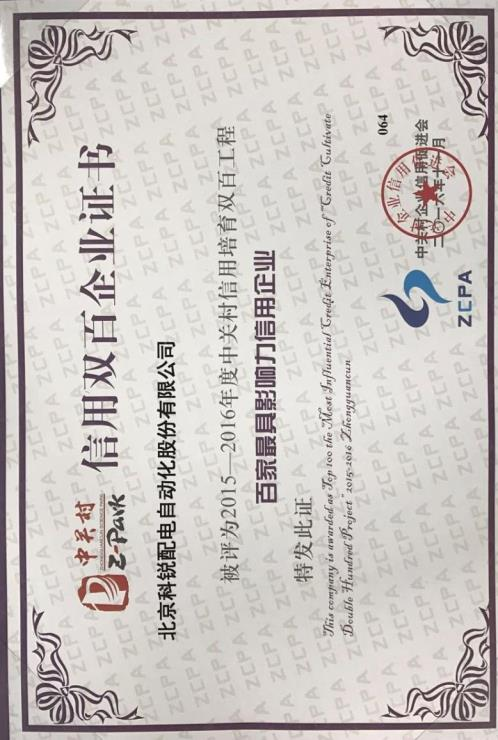 中关村
Z-Park
信用双百企业证书
北京科锐配电自动化股份有限公司
被评为2015—2016年度中关村信用培育双百工程
百家最具影响力信用企业
特发此证
This company is awarded as Top 100 the Most Influential Credit Enterprise of "Credit Cultivate
Double Hundred Project" 2015-2016 Zhongguancun
064
ZCPA
中关村企业信用促进会
二〇一六年十月